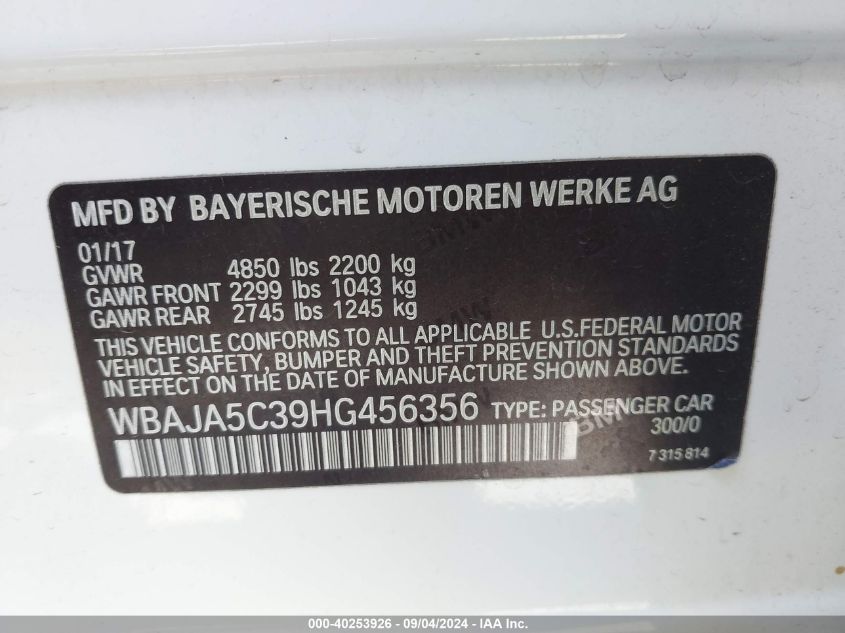 MFD BY BAYERISCHE MOTOREN WERKE AG
01/17
GVWR 4850 lbs 2200 kg
GAWR FRONT 2299 lbs 1043 kg
GAWR REAR 2745 lbs 1245 kg
THIS VEHICLE CONFORMS TO ALL APPLICABLE U.S.FEDERAL MOTOR
VEHICLE SAFETY, BUMPER AND THEFT PREVENTION STANDARDS
IN EFFECT ON THE DATE OF MANUFACTURE SHOWN ABOVE.
WBAJA5C39HG456356 TYPE: PASSENGER CAR
300/0
7 315 814
000-40253926 - 09/04/2024 - IAA Inc.